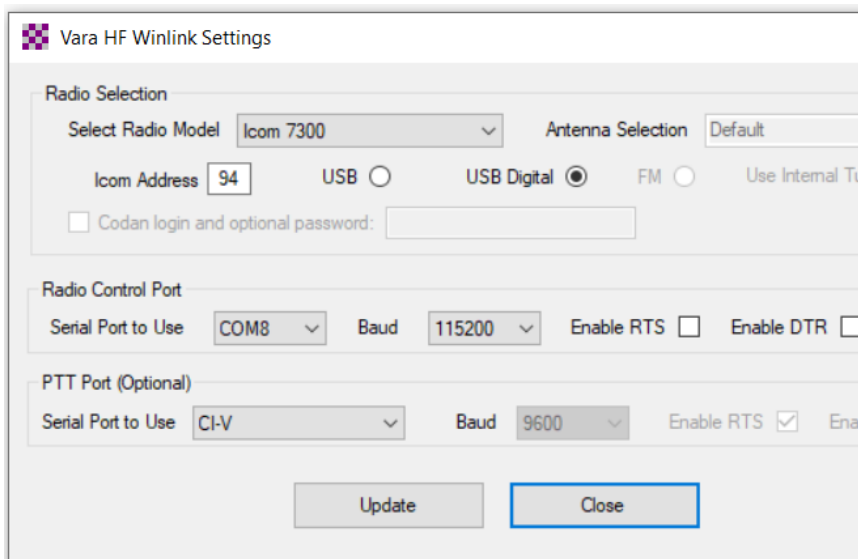 Vara HF Winlink Settings
Radio Selection
Select Radio Model Icom 7300 Antenna Selection Default
Icom Address 94 USB USB Digital FM Use Internal
Codan login and optional password:
Radio Control Port
Serial Port to Use COM8 Baud 115200 Enable RTS Enable DTR
PTT Port (Optional)
Serial Port to Use CI-V Baud 9600 Enable RTS
Update Close